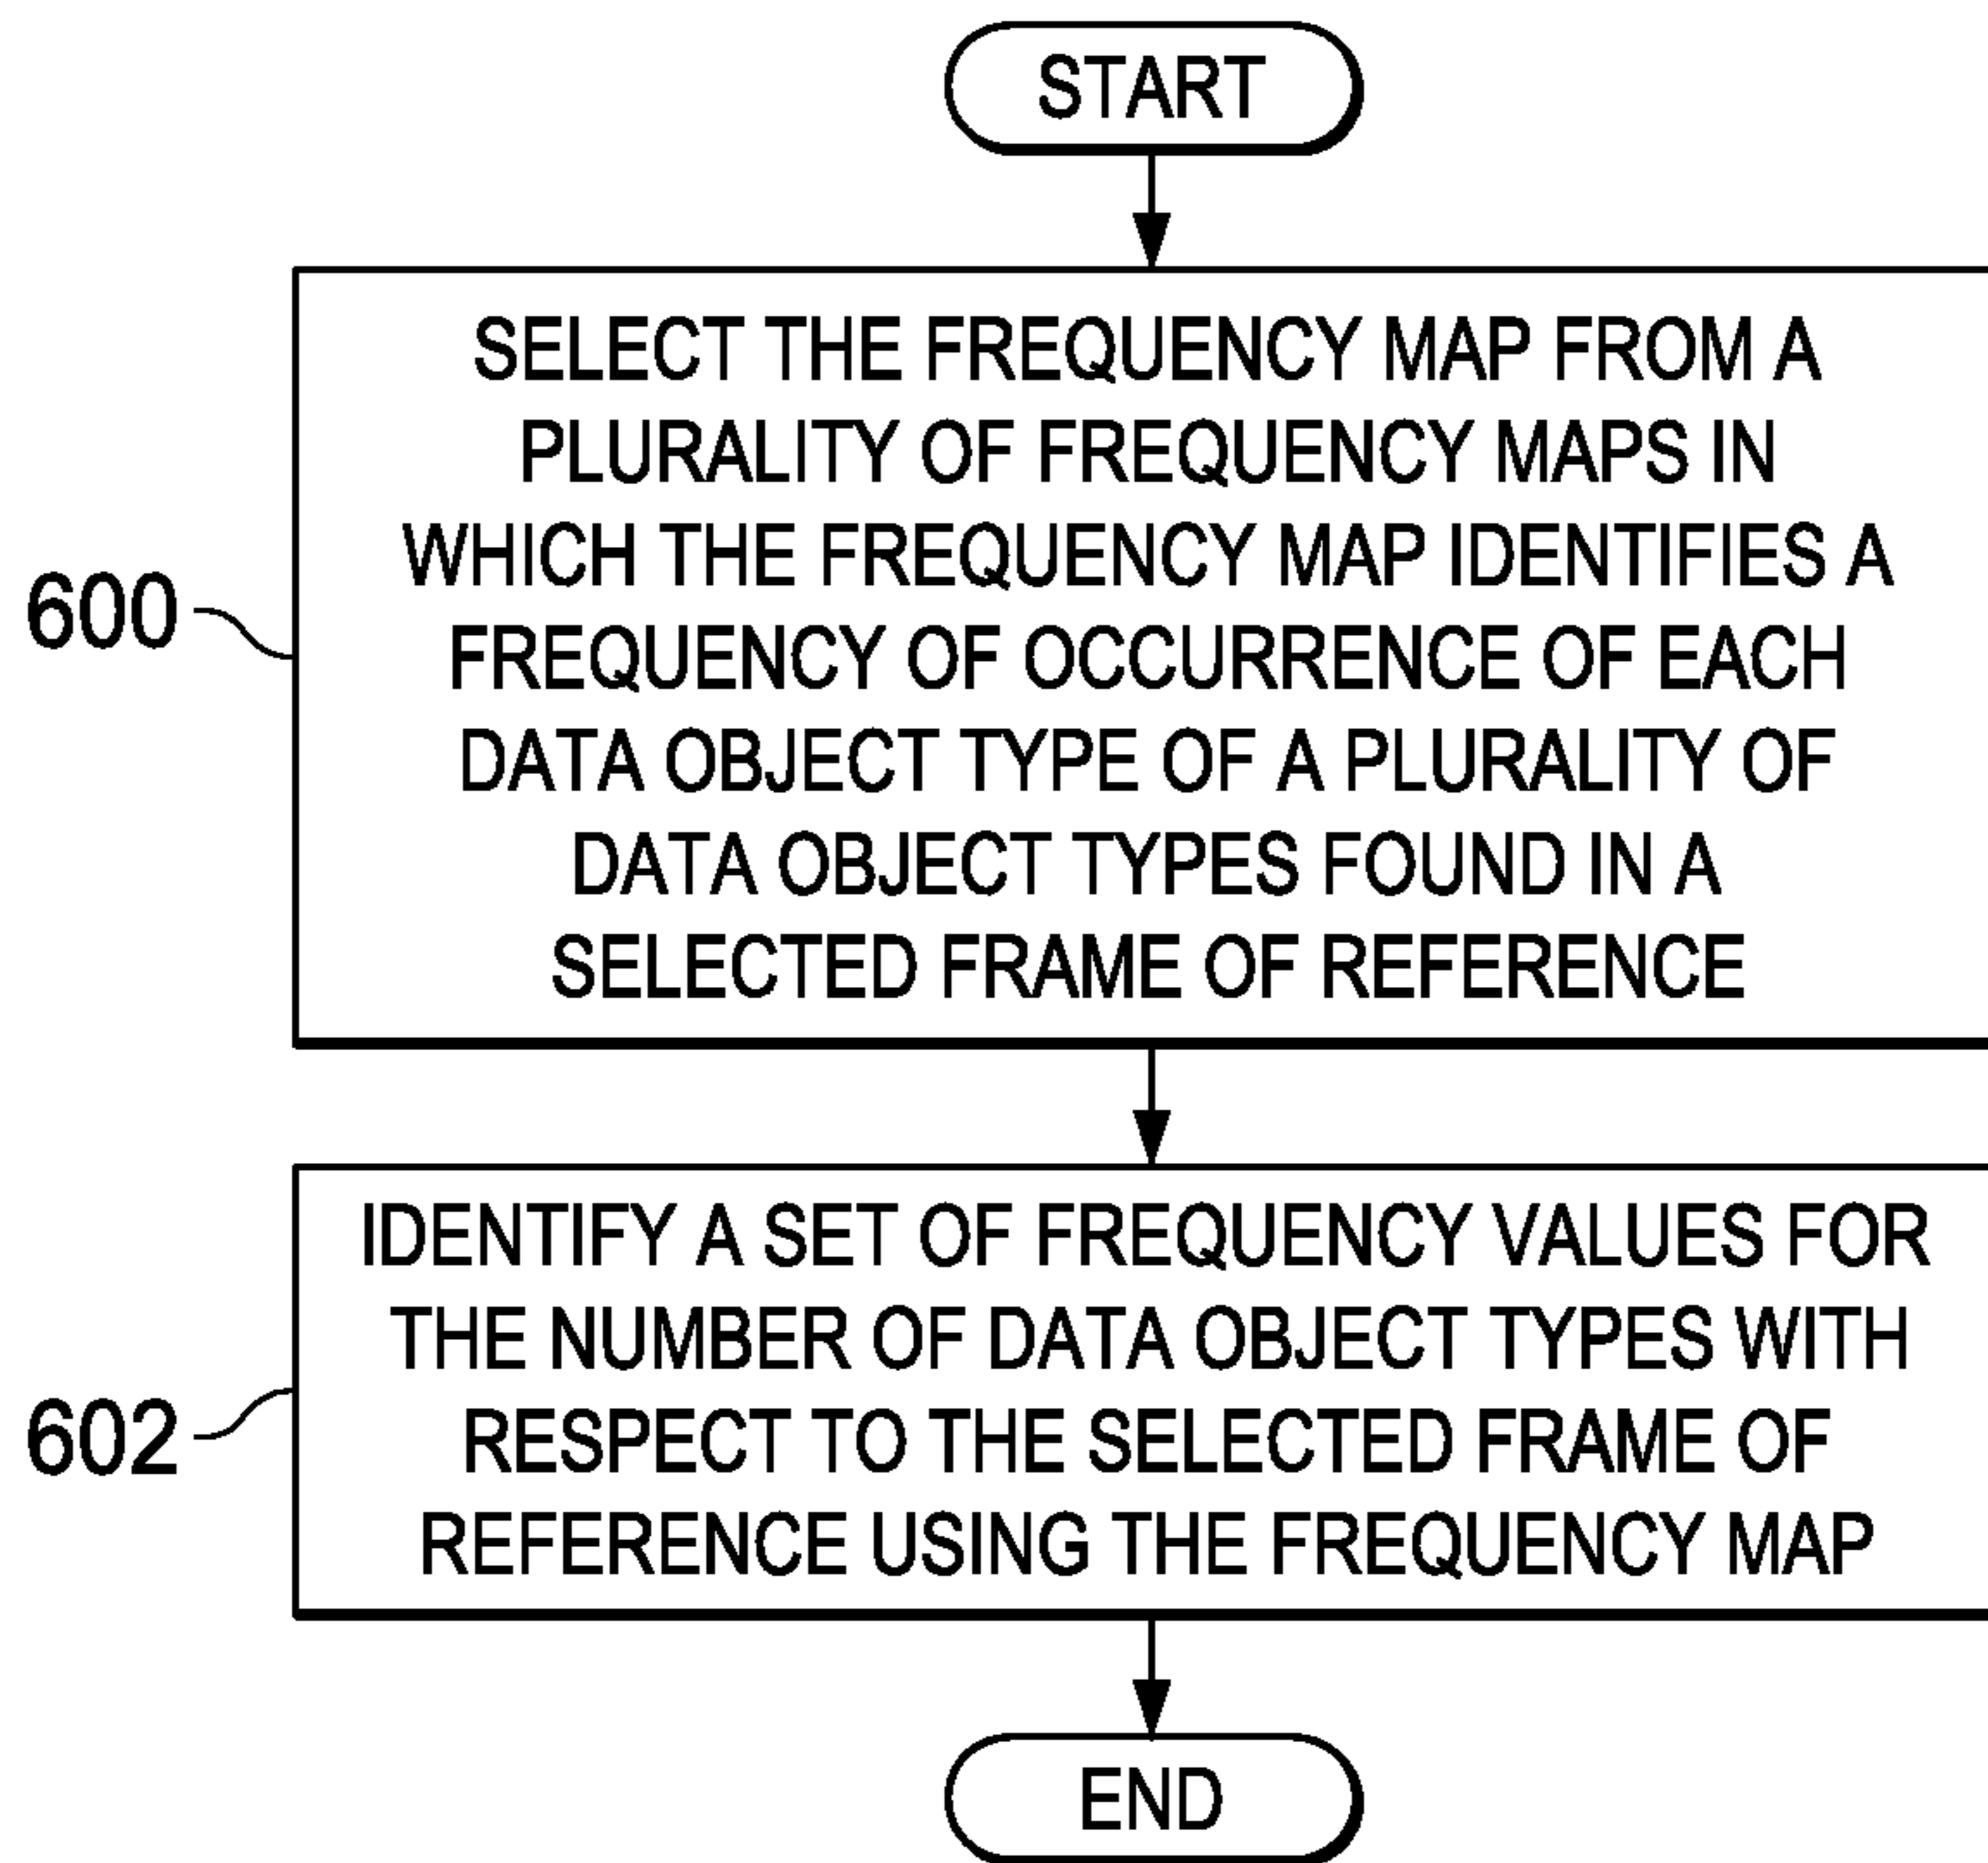 START
SELECT THE FREQUENCY MAP FROM A
PLURALITY OF FREQUENCY MAPS IN
WHICH THE FREQUENCY MAP IDENTIFIES A
FREQUENCY OF OCCURRENCE OF EACH
DATA OBJECT TYPE OF A PLURALITY OF
DATA OBJECT TYPES FOUND IN A
SELECTED FRAME OF REFERENCE
600
IDENTIFY A SET OF FREQUENCY VALUES FOR
THE NUMBER OF DATA OBJECT TYPES WITH
RESPECT TO THE SELECTED FRAME OF
REFERENCE USING THE FREQUENCY MAP
602
END